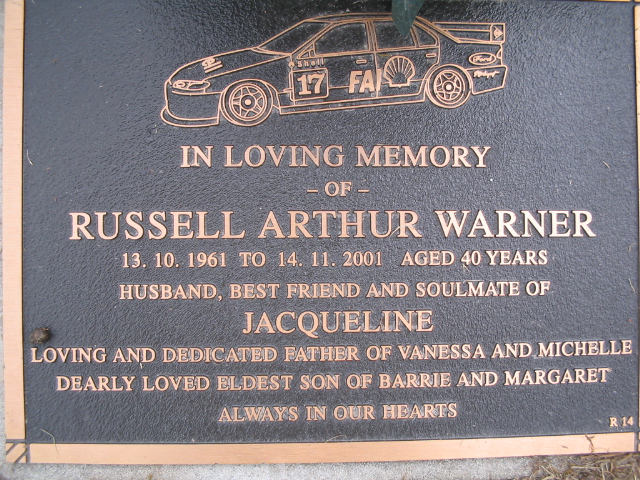 Shell
17 FAI
Ford
IN LOVING MEMORY
– OF –
RUSSELL ARTHUR WARNER
13. 10. 1961 TO 14. 11. 2001 AGED 40 YEARS
HUSBAND, BEST FRIEND AND SOULMATE OF
JACQUELINE
LOVING AND DEDICATED FATHER OF VANESSA AND MICHELLE
DEARLY LOVED ELDEST SON OF BARRIE AND MARGARET
ALWAYS IN OUR HEARTS
R 14